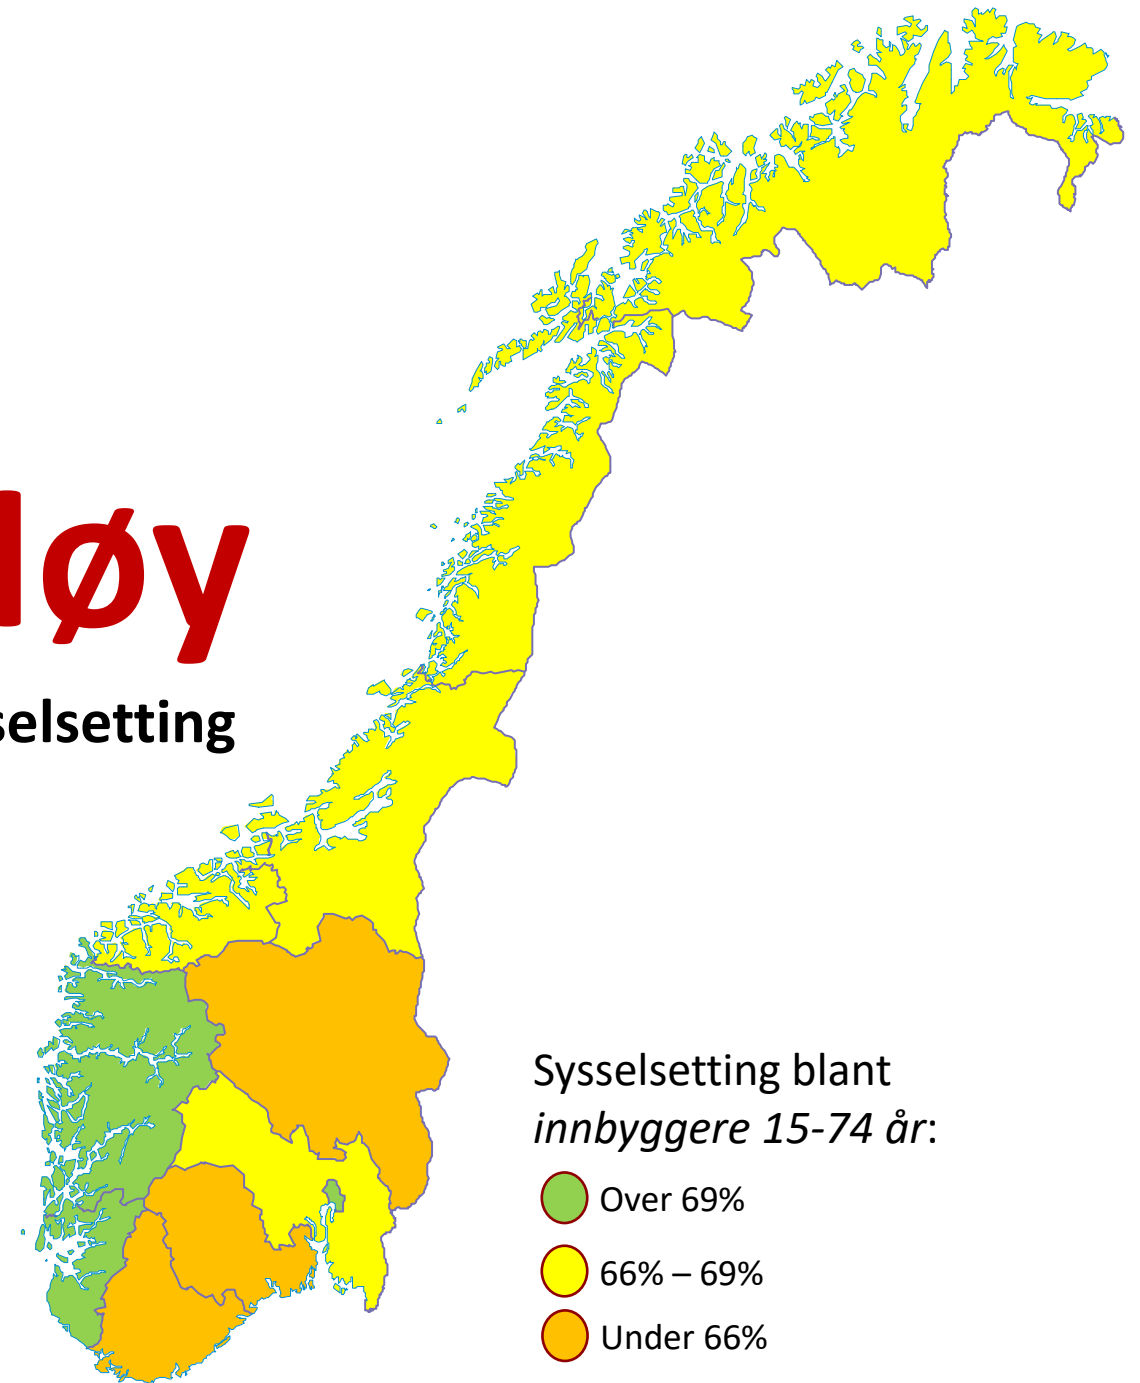 løy
selsetting
Sysselsetting blant
innbyggere 15-74 år:
Over 69%
66% – 69%
Under 66%